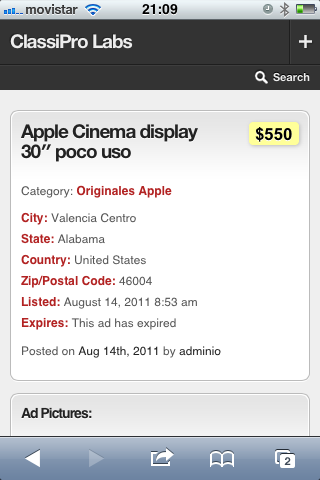 movistar 21:09
ClassiPro Labs +
Search
Apple Cinema display $550
30″ poco uso
Category: Originales Apple
City: Valencia Centro
State: Alabama
Country: United States
Zip/Postal Code: 46004
Listed: August 14, 2011 8:53 am
Expires: This ad has expired
Posted on Aug 14th, 2011 by adminio
Ad Pictures:
2